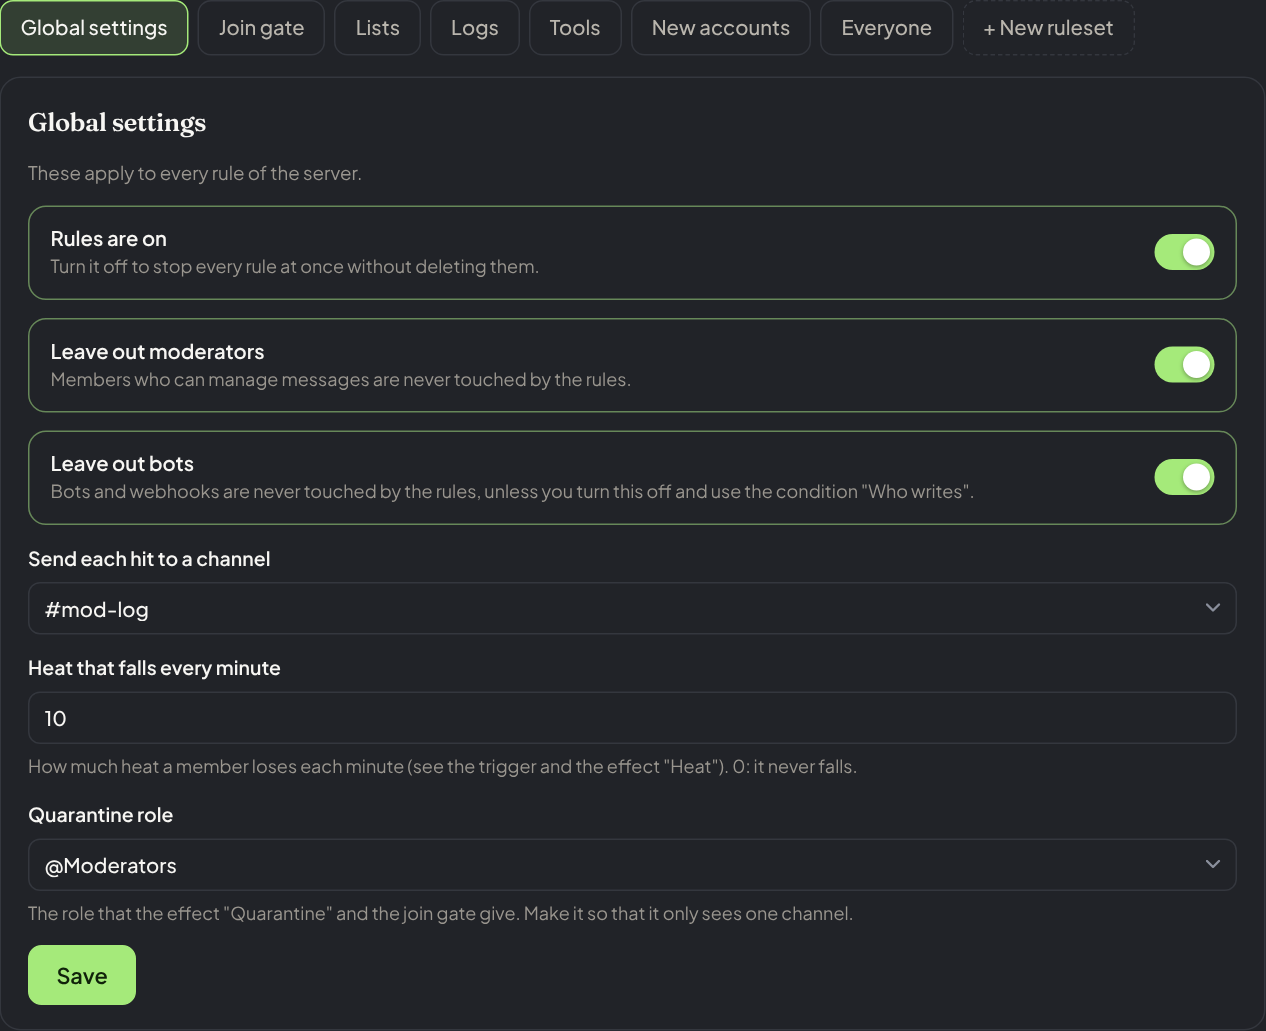 Global settings
Join gate
Lists
Logs
Tools
New accounts
Everyone
+ New ruleset
Global settings
These apply to every rule of the server.
Rules are on
Turn it off to stop every rule at once without deleting them.
Leave out moderators
Members who can manage messages are never touched by the rules.
Leave out bots
Bots and webhooks are never touched by the rules, unless you turn this off and use the condition "Who writes".
Send each hit to a channel
#mod-log
Heat that falls every minute
10
How much heat a member loses each minute (see the trigger and the effect "Heat"). 0: it never falls.
Quarantine role
@Moderators
The role that the effect "Quarantine" and the join gate give. Make it so that it only sees one channel.
Save